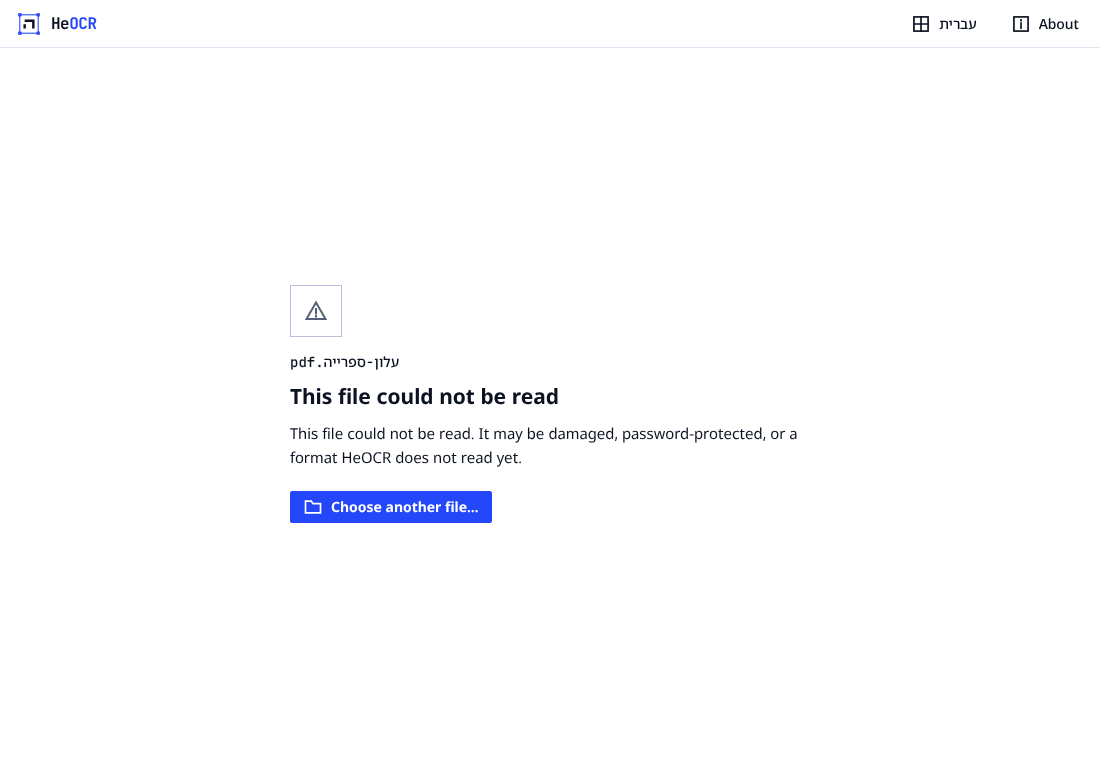 HeOCR
עברית
About
עלון-ספרייה.pdf
This file could not be read
This file could not be read. It may be damaged, password-protected, or a
format HeOCR does not read yet.
Choose another file...